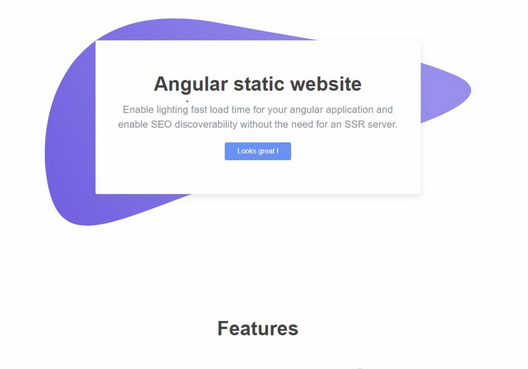 Angular static website
Enable lighting fast load time for your angular application and
enable SEO discoverability without the need for an SSR server.
Looks great !
Features